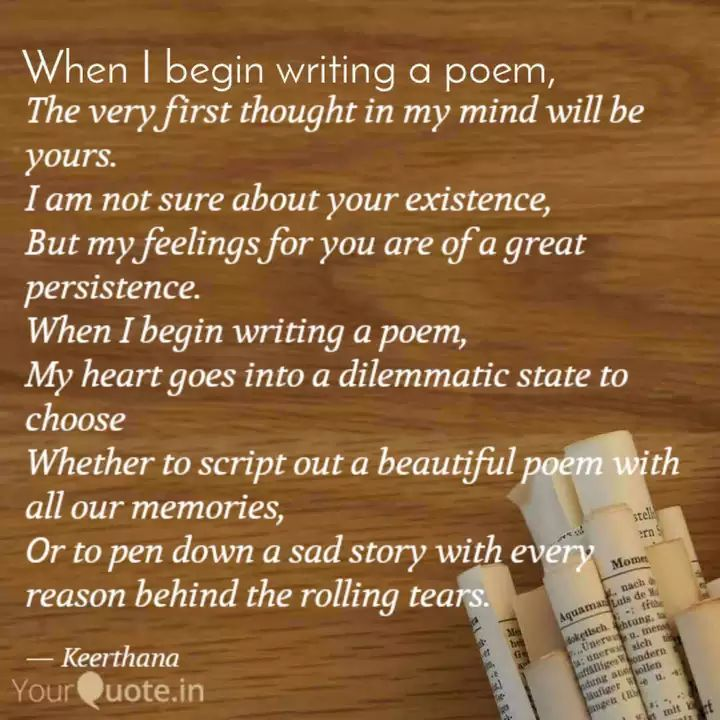 When I begin writing a poem,
The very first thought in my mind will be
yours.
I am not sure about your existence,
But my feelings for you are of a great
persistence.
When I begin writing a poem,
My heart goes into a dilemmatic state to
choose
Whether to script out a beautiful poem with
all our memories,
Or to pen down a sad story with every
reason behind the rolling tears.
— Keerthana
YourQuote.in
Aquamar
Mome
nach